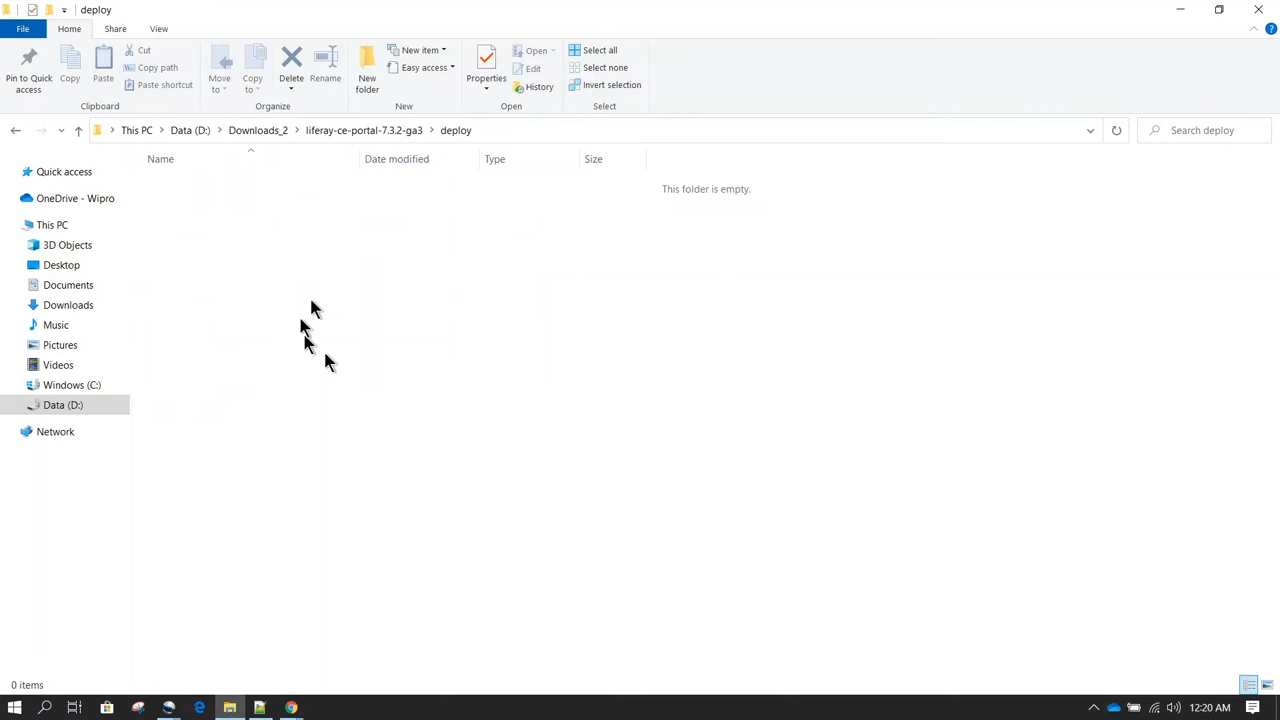 deploy
File Home Share View
Pin to Quick access
Copy
Paste
Cut
Copy path
Paste shortcut
Clipboard
Move to
Copy to
Delete
Rename
Organize
New folder
New item
Easy access
New
Properties
Open
Edit
History
Open
Select all
Select none
Invert selection
Select
This PC Data (D:) Downloads_2 liferay-ce-portal-7.3.2-ga3 deploy
Search deploy
Name Date modified Type Size
This folder is empty.
Quick access
OneDrive - Wipro
This PC
3D Objects
Desktop
Documents
Downloads
Music
Pictures
Videos
Windows (C:)
Data (D:)
Network
0 items
12:20 AM